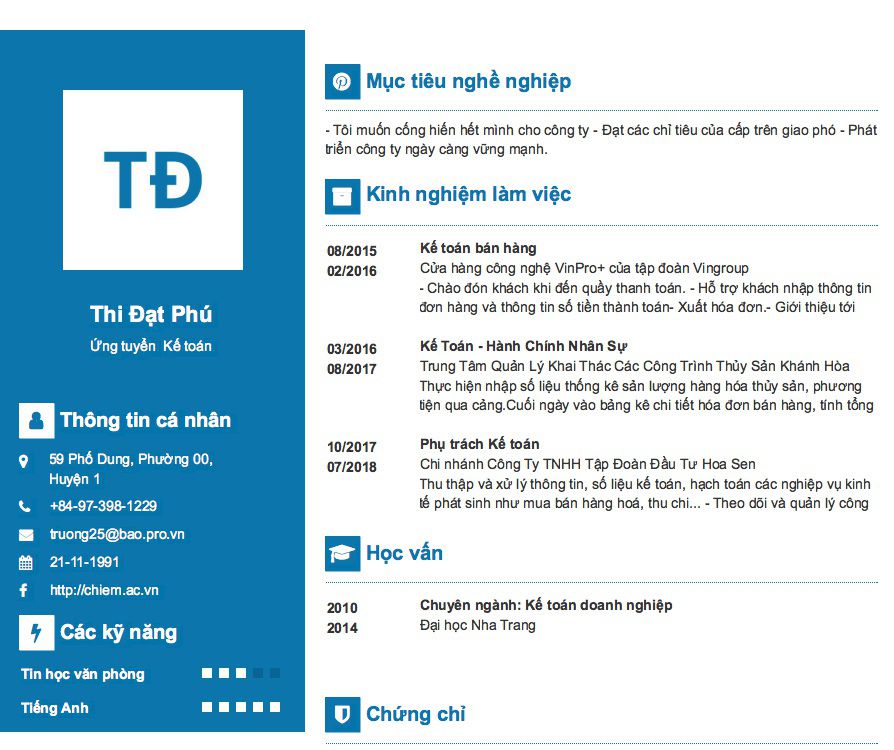 TĐ
Thi Đạt Phú
Ứng tuyển Kế toán
Thông tin cá nhân
59 Phố Dung, Phường 00,
Huyện 1
+84-97-398-1229
truong25@bao.pro.vn
21-11-1991
http://chiem.ac.vn
Các kỹ năng
Tin học văn phòng
Tiếng Anh
Mục tiêu nghề nghiệp
- Tôi muốn cống hiến hết mình cho công ty - Đạt các chỉ tiêu của cấp trên giao phó - Phát
triển công ty ngày càng vững mạnh.
Kinh nghiệm làm việc
08/2015
02/2016
Kế toán bán hàng
Cửa hàng công nghệ VinPro+ của tập đoàn Vingroup
- Chào đón khách khi đến quầy thanh toán. - Hỗ trợ khách nhập thông tin
đơn hàng và thông tin số tiền thành toán- Xuất hóa đơn.- Giới thiệu tới
03/2016
08/2017
Kế Toán - Hành Chính Nhân Sự
Trung Tâm Quản Lý Khai Thác Các Công Trình Thủy Sản Khánh Hòa
Thực hiện nhập số liệu thống kê sản lượng hàng hóa thủy sản, phương
tiện qua cảng.Cuối ngày vào bảng kê chi tiết hóa đơn bán hàng, tính tổng
10/2017
07/2018
Phụ trách Kế toán
Chi nhánh Công Ty TNHH Tập Đoàn Đầu Tư Hoa Sen
Thu thập và xử lý thông tin, số liệu kế toán, hạch toán các nghiệp vụ kinh
tế phát sinh như mua bán hàng hoá, thu chi... - Theo dõi và quản lý công
Học vấn
2010
2014
Chuyên ngành: Kế toán doanh nghiệp
Đại học Nha Trang
Chứng chỉ